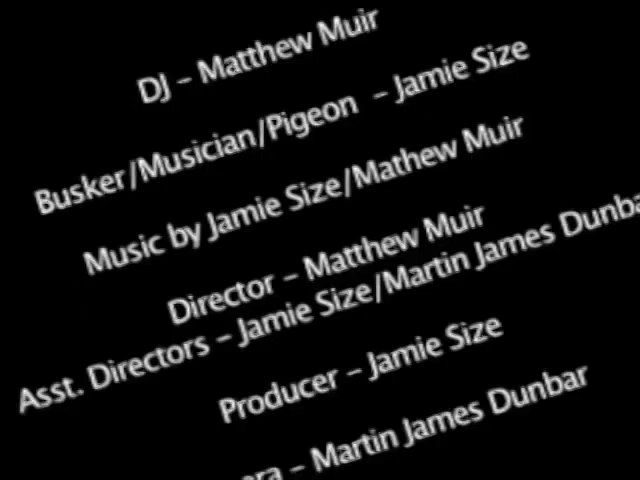 DJ – Matthew Muir
Busker/Musician/Pigeon – Jamie Size
Music by Jamie Size/Mathew Muir
Director – Matthew Muir
Asst. Directors – Jamie Size/Martin James Dunba
Producer – Jamie Size
– Martin James Dunbar